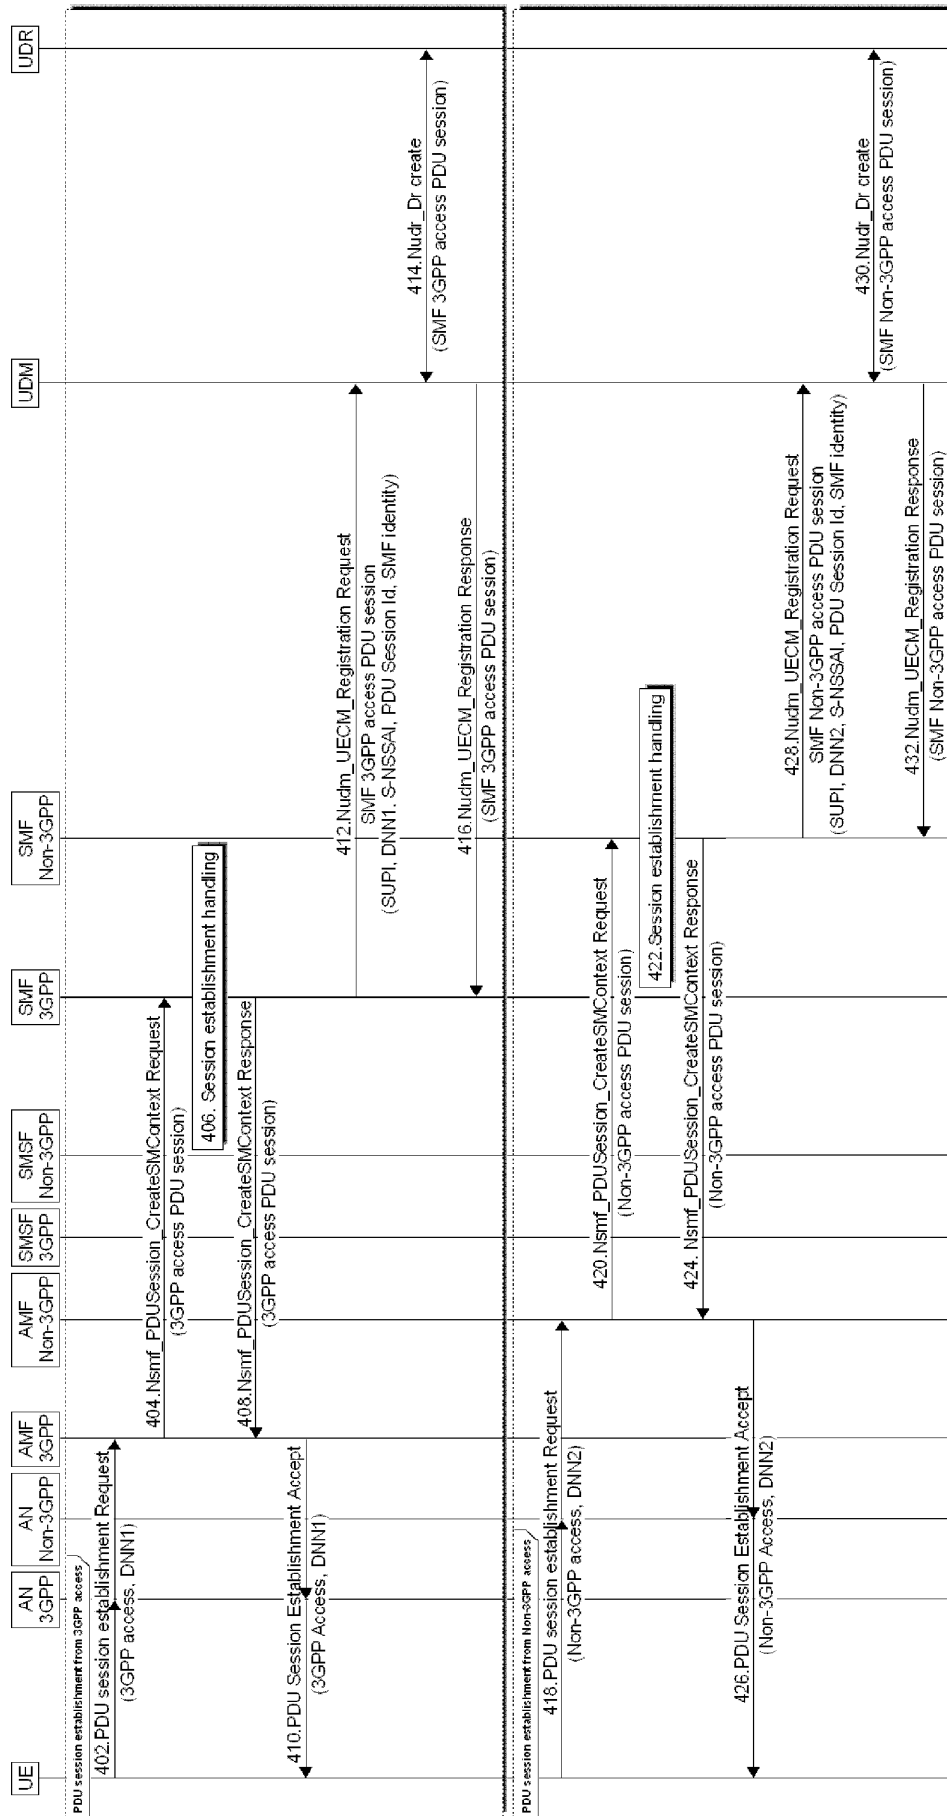 UE
AN
3GPP
AN
Non-3GPP
AMF
3GPP
AMF
Non-3GPP
SMSF
3GPP
SMSF
Non-3GPP
SMF
3GPP
SMF
Non-3GPP
UDM
UDR
PDU session establishment from 3GPP access
402.PDU session establishment Request
(3GPP access, DNN1)
404.Nsmf_PDUSession_CreateSMContext Request
(3GPP access PDU session)
406. Session establishment handling
408.Nsmf_PDUSession_CreateSMContext Response
(3GPP access PDU session)
410.PDU Session Establishment Accept
(3GPP Access, DNN1)
412.Nudm_UECM_Registration Request
SMF 3GPP access PDU session
(SUPI, DNN1. S-NSSAI, PDU Session Id, SMF identity)
414.Nudr_Dr create
(SMF 3GPP access PDU session)
416.Nudm_UECM_Registration Response
(SMF 3GPP access PDU session)
PDU session establishment from Non-3GPP access
418.PDU session establishment Request
(Non-3GPP access, DNN2)
420.Nsmf_PDUSession_CreateSMContext Request
(Non-3GPP access PDU session)
422.Session establishment handling
424. Nsmf_PDUSession_CreateSMContext Response
(Non-3GPP access PDU session)
426.PDU Session Establishment Accept
(Non-3GPP Access, DNN2)
428.Nudm_UECM_Registration Request
SMF Non-3GPP access PDU session
(SUPI, DNN2, S-NSSAI, PDU Session Id, SMF identity)
430.Nudr_Dr create
(SMF Non-3GPP access PDU session)
432.Nudm_UECM_Registration Response
(SMF Non-3GPP access PDU session)